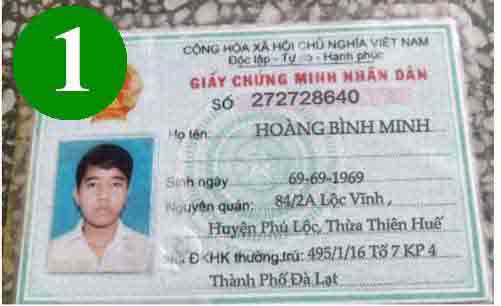 1
CỘNG HÒA XÃ HỘI CHỦ NGHĨA VIỆT NAM
Độc lập - Tự do - Hạnh phúc
GIẤY CHỨNG MINH NHÂN DÂN
SỐ 272728640
Họ tên: HOÀNG BÌNH MINH
Sinh ngày 69-69-1969
Nguyên quán: 84/2A Lộc Vĩnh,
Huyện Phú Lộc, Thừa Thiên Huế
ĐKHK thường trú: 495/1/16 Tổ 7 KP 4
Thành Phố Đà Lạt